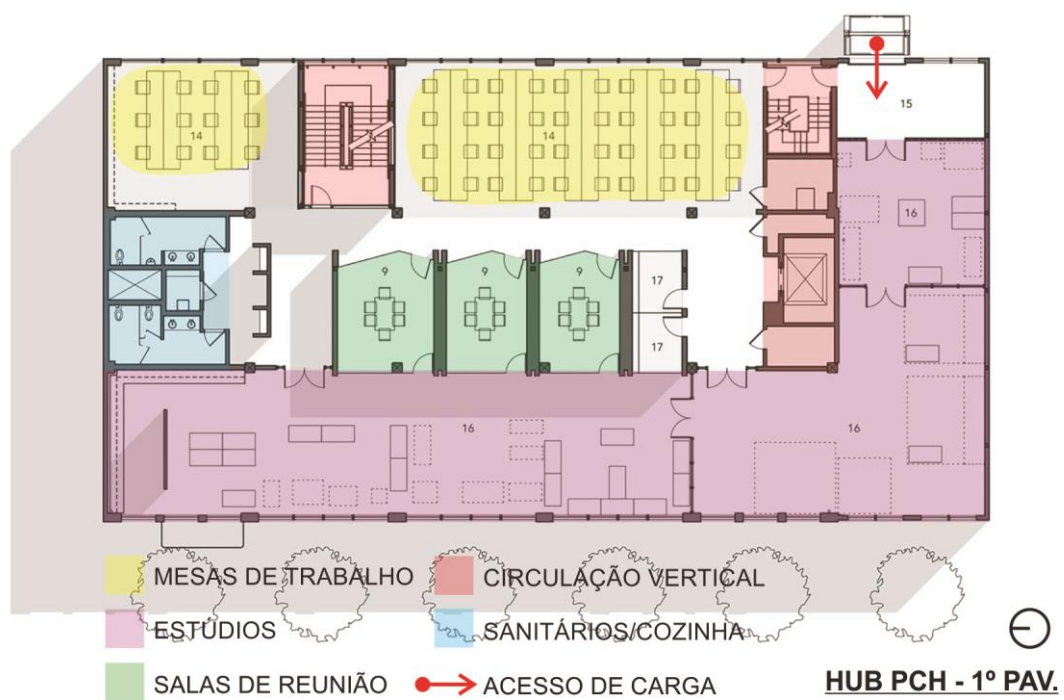 15
14
14
16
9
9
9
17
17
16
16
MESAS DE TRABALHO
CIRCULAÇÃO VERTICAL
ESTÚDIOS
SANITÁRIOS/COZINHA
SALAS DE REUNIÃO
ACESSO DE CARGA
HUB PCH - 1º PAV.